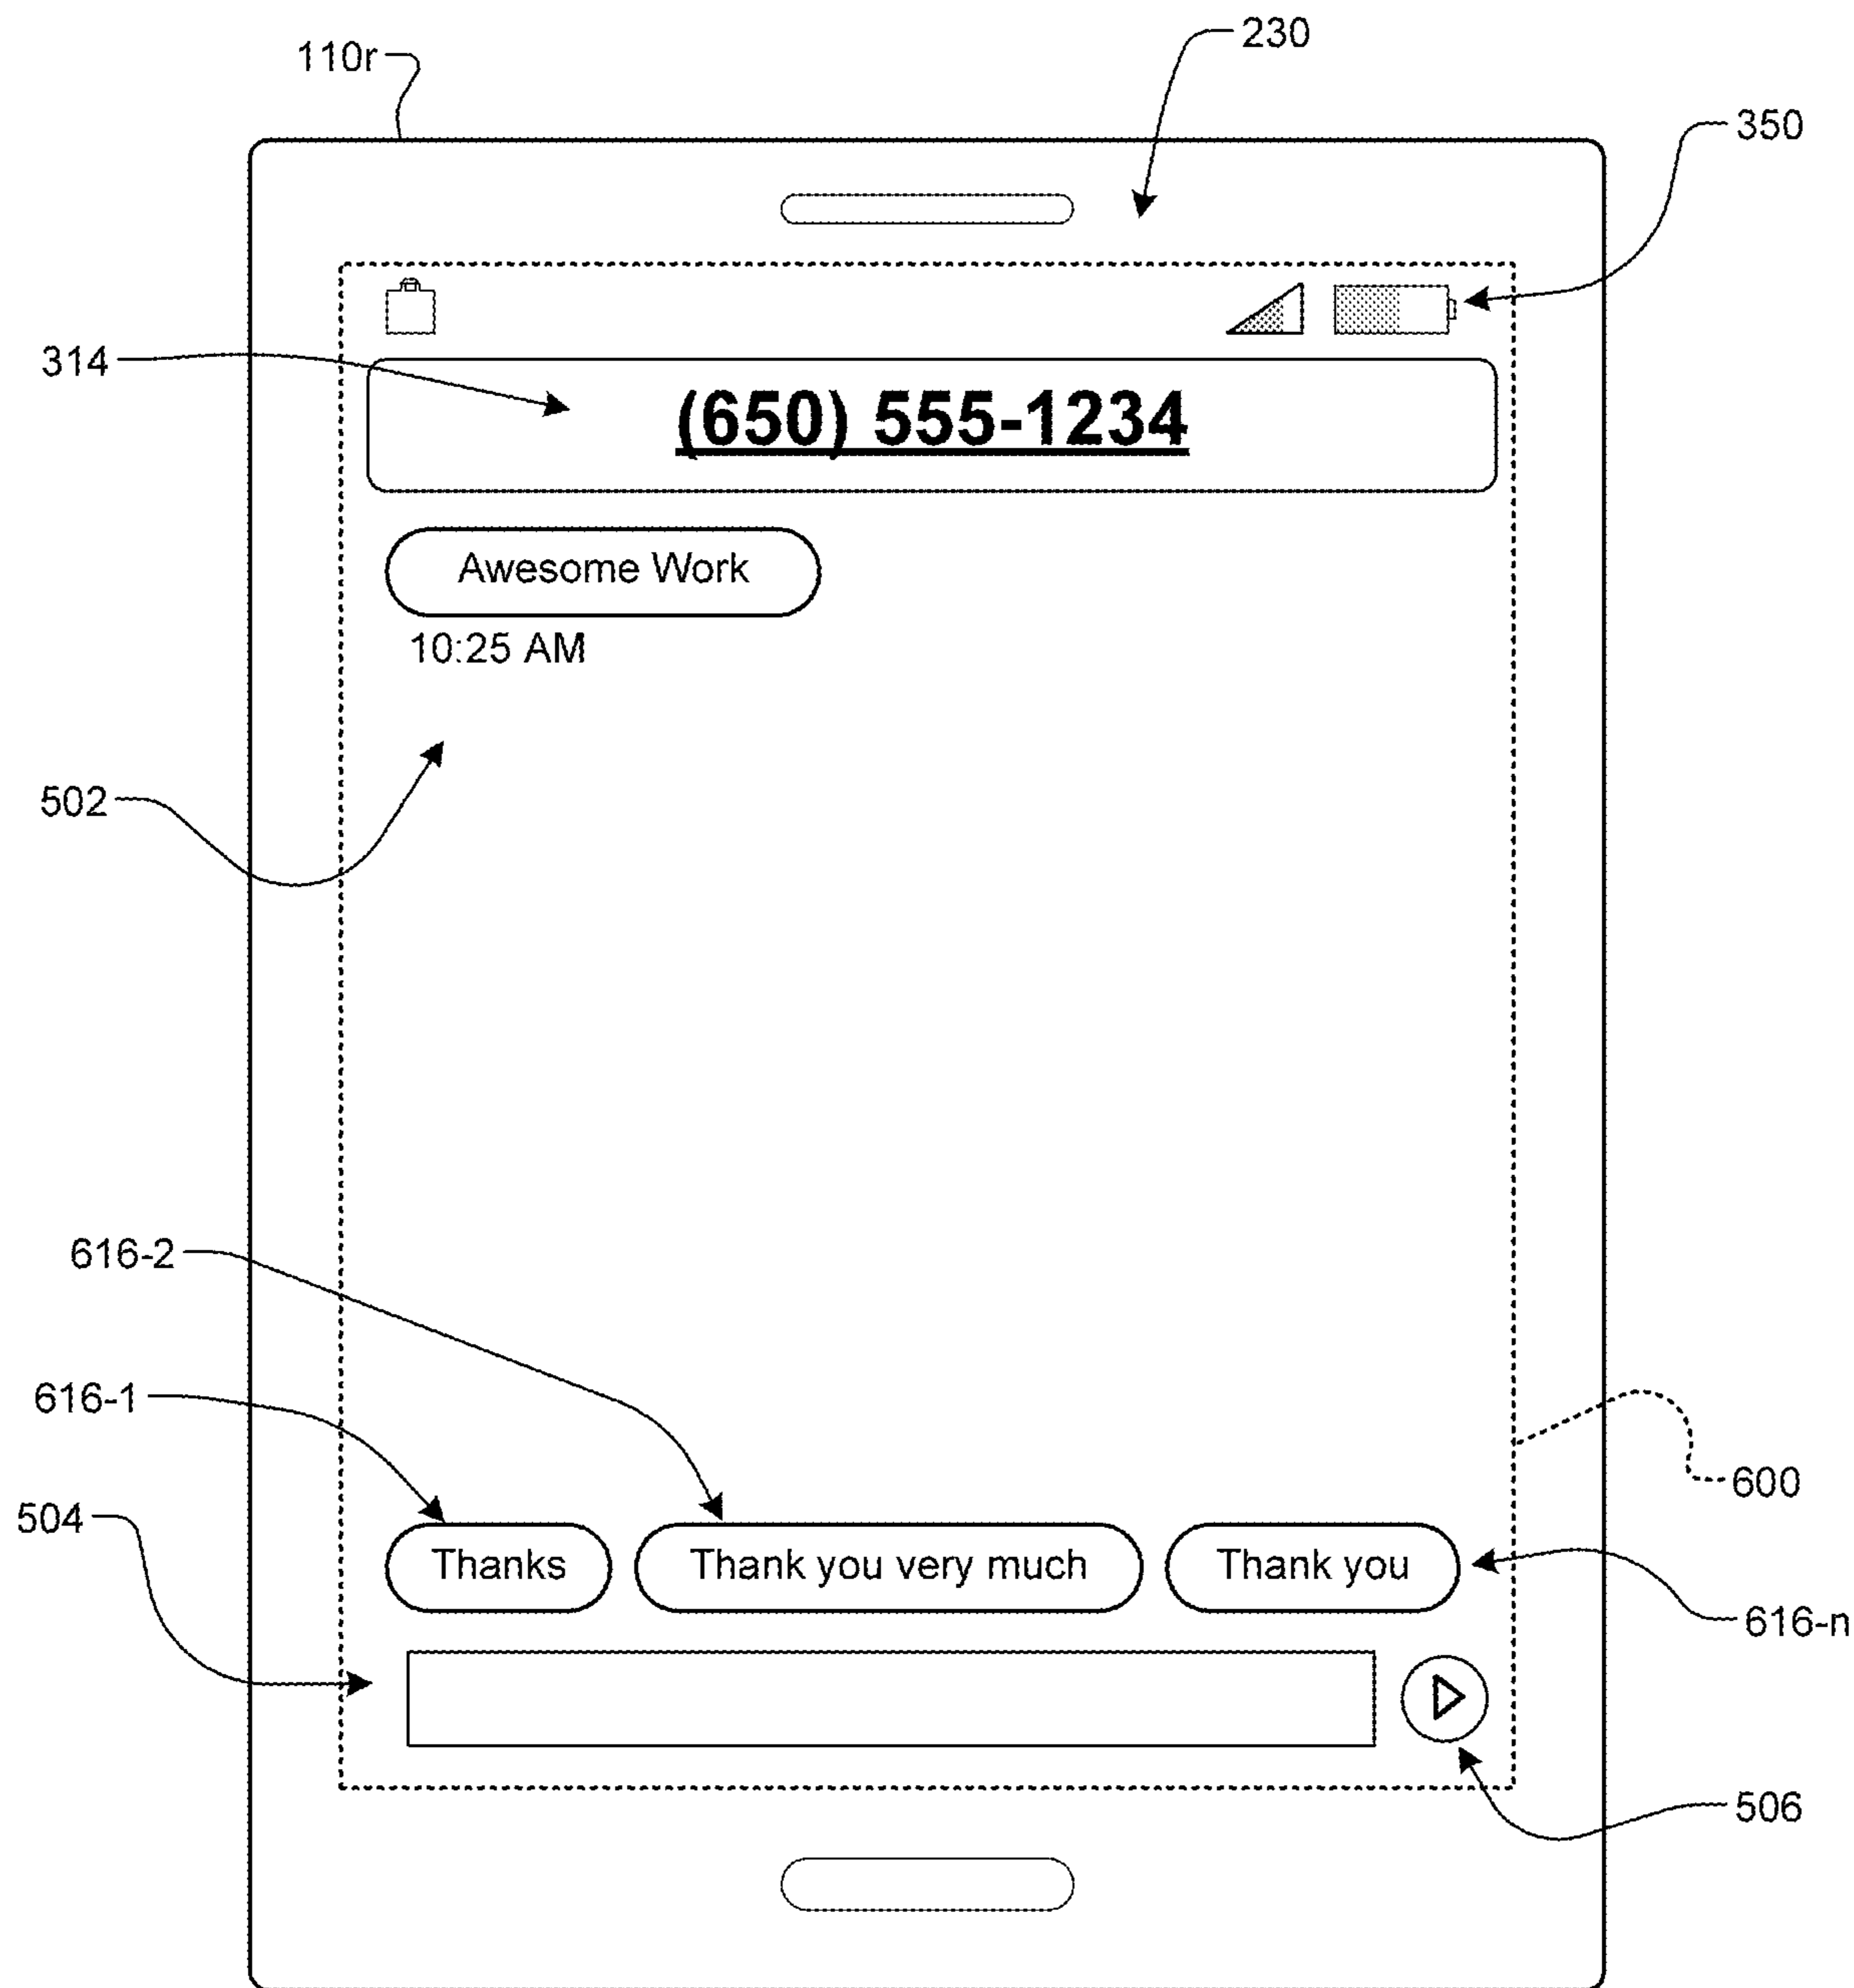 110r
230
350
314
(650) 555-1234
Awesome Work
10:25 AM
502
616-2
616-1
600
504
Thanks
Thank you very much
Thank you
616-n
506